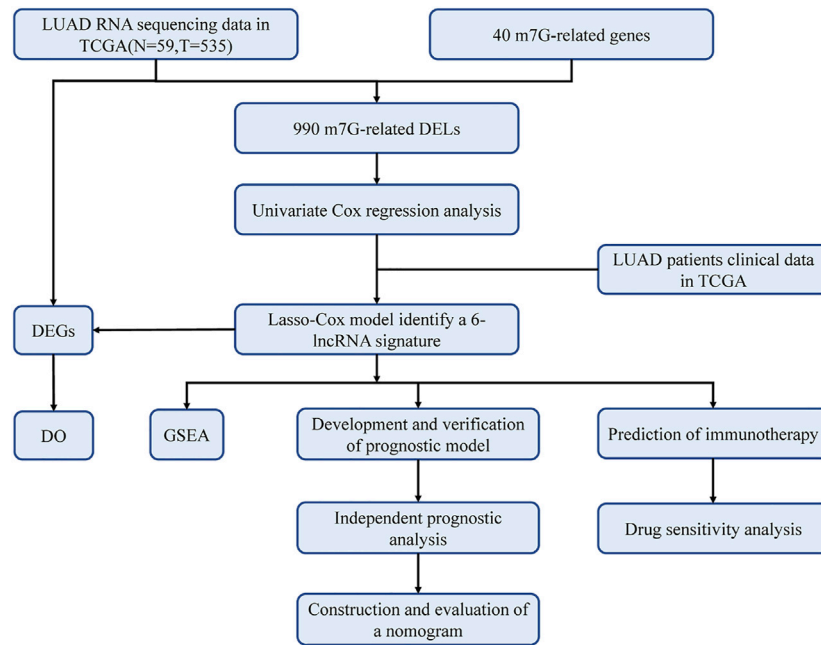 LUAD RNA sequencing data in
TCGA(N=59,T=535)
40 m7G-related genes
990 m7G-related DELs
Univariate Cox regression analysis
LUAD patients clinical data
in TCGA
DEGs
Lasso-Cox model identify a 6-
lncRNA signature
DO
GSEA
Development and verification
of prognostic model
Prediction of immunotherapy
Independent prognostic
analysis
Drug sensitivity analysis
Construction and evaluation of
a nomogram